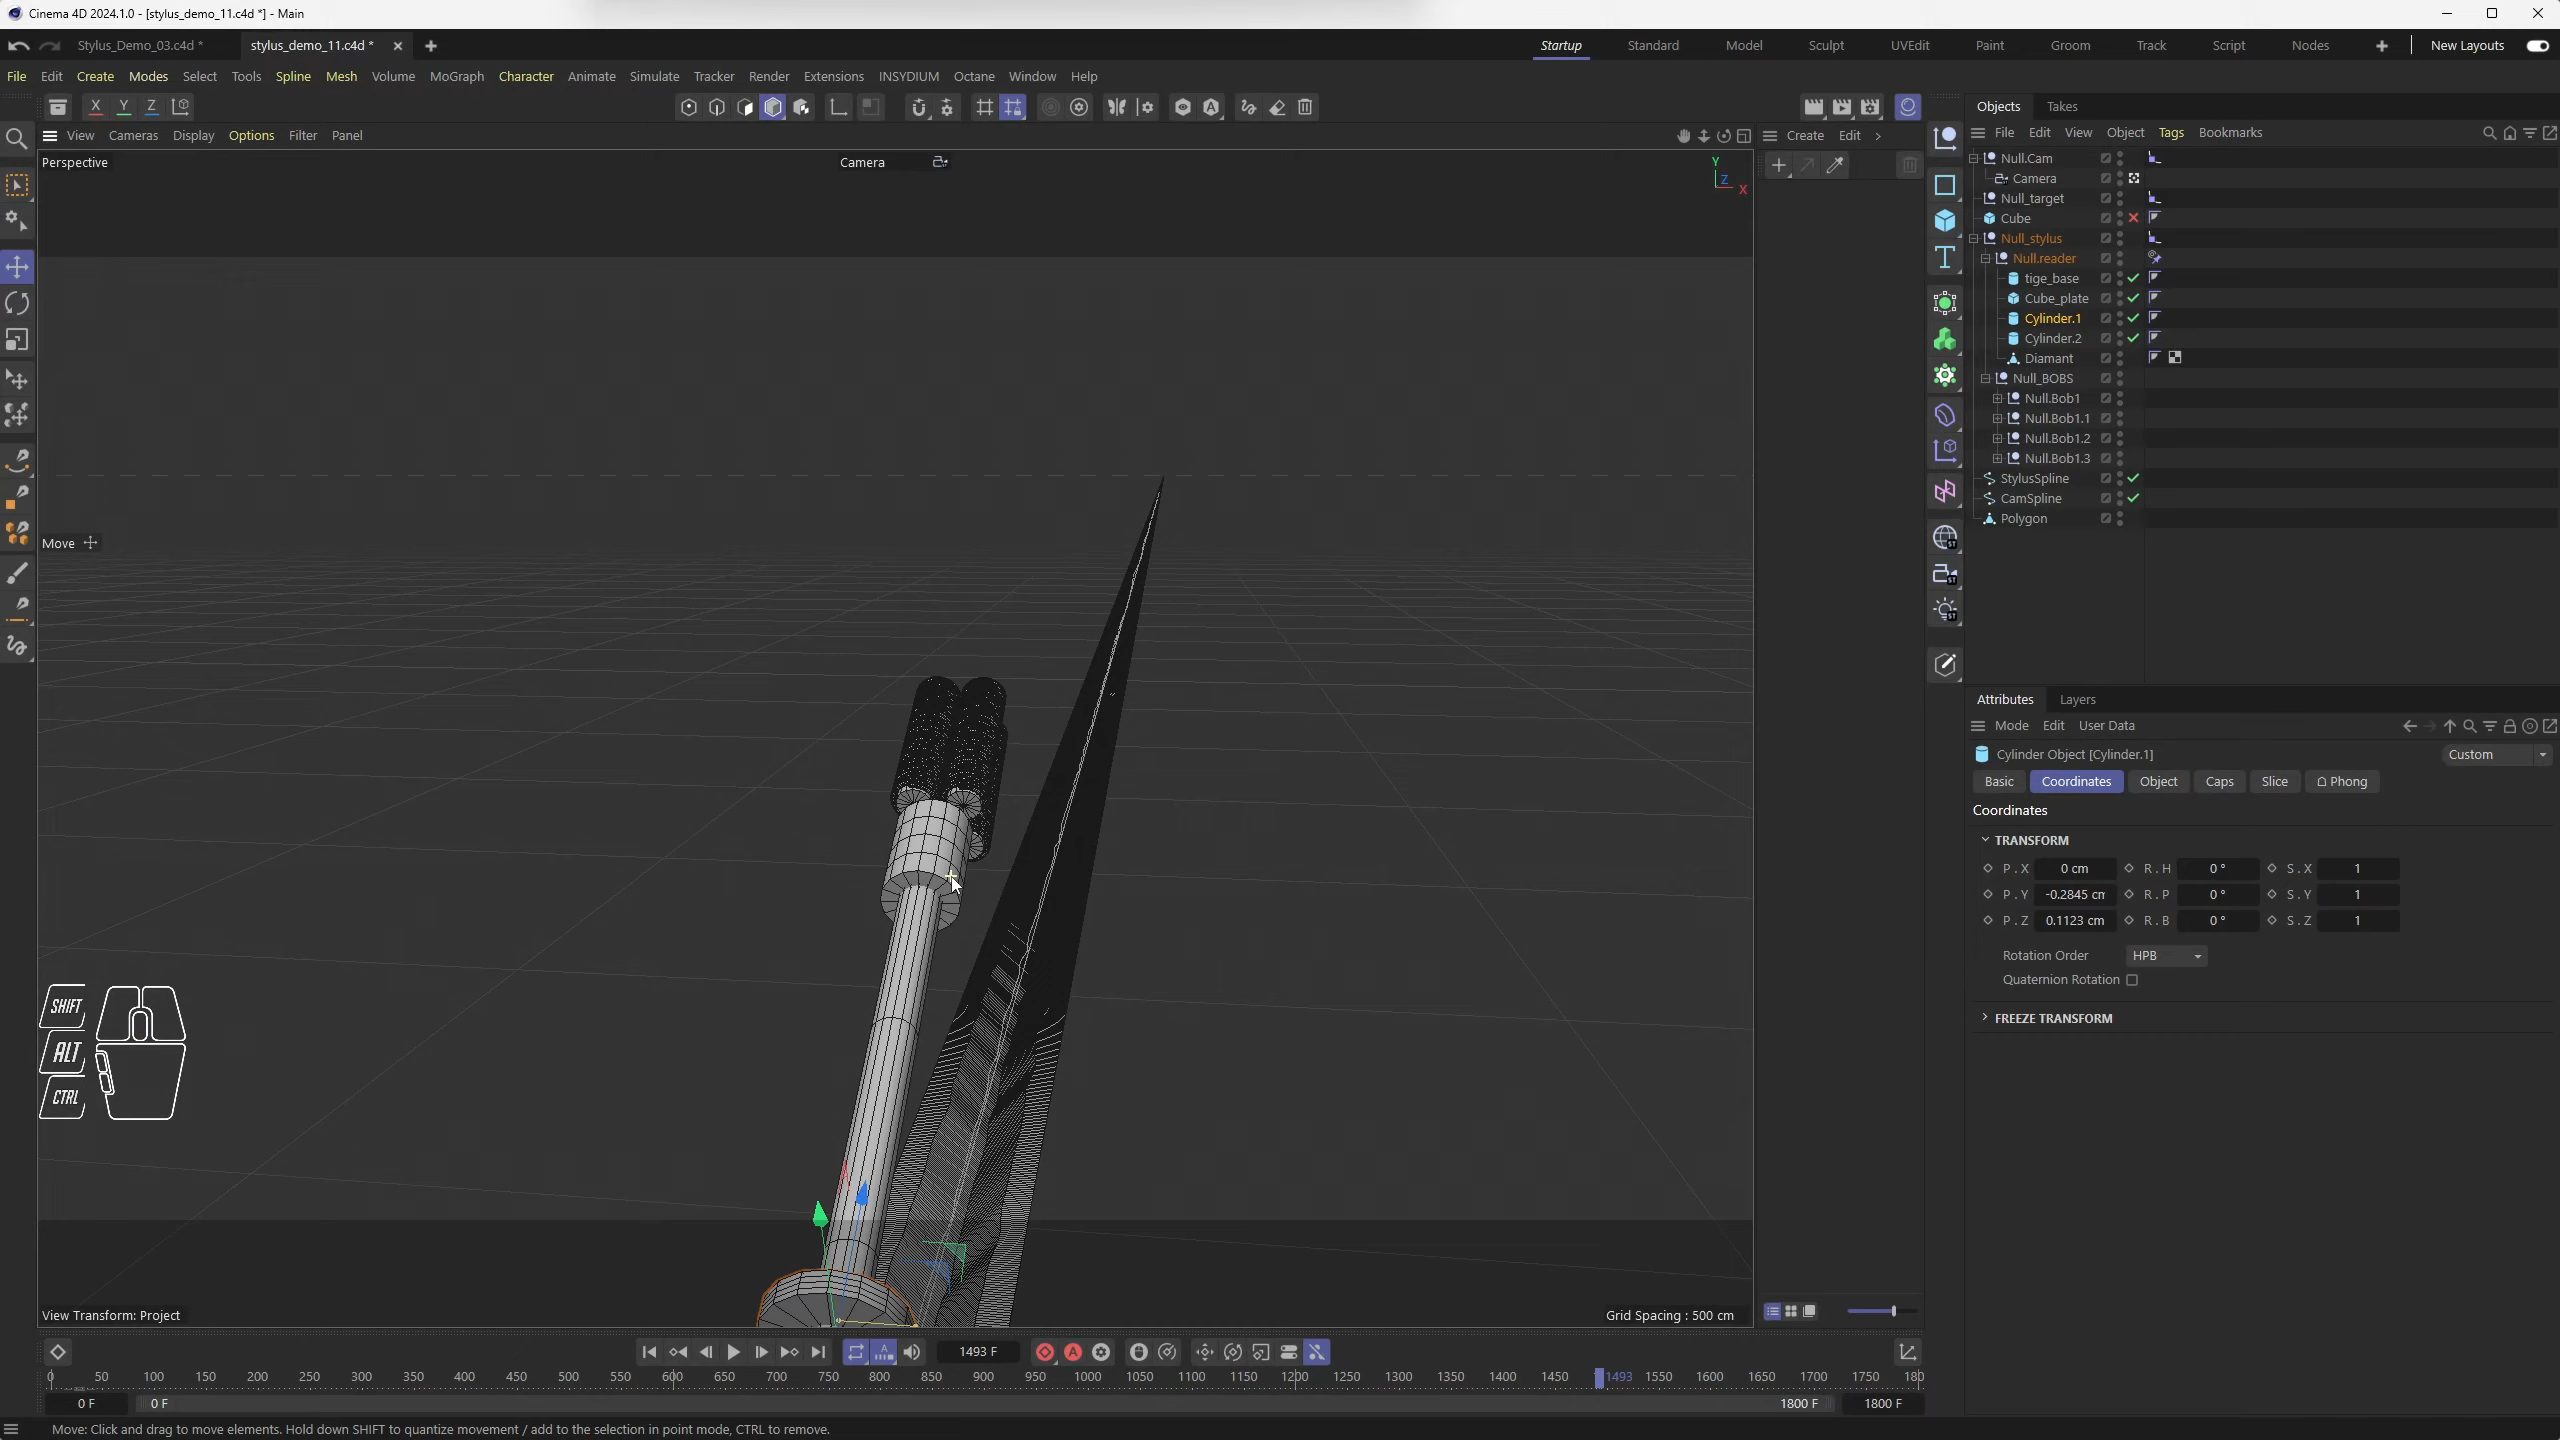 Cinema 4D 2024.1.0 - [stylus_demo_11.c4d *] - Main
Stylus_Demo_03.c4d *
stylus_demo_11.c4d *
Startup
Standard
Model
Sculpt
UVEdit
Paint
Groom
Track
Script
Nodes
New Layouts
File Edit Create Modes Select Tools Spline Mesh Volume MoGraph Character Animate Simulate Tracker Render Extensions INSYDIUM Octane Window Help
X Y Z
Objects Takes
View Cameras Display Options Filter Panel
Create Edit
File Edit View Object Tags Bookmarks
Perspective
Camera
Y
Z
X
Null.Cam
Camera
Null_target
Cube
Null_stylus
Null.reader
tige_base
Cube_plate
Cylinder.1
Cylinder.2
Diamant
Null_BOBS
Null.Bob1
Null.Bob1.1
Null.Bob1.2
Null.Bob1.3
StylusSpline
CamSpline
Polygon
Move
SHIFT
ALT
CTRL
Attributes Layers
Mode Edit User Data
Cylinder Object [Cylinder.1]
Custom
Basic Coordinates Object Caps Slice Phong
Coordinates
TRANSFORM
P . X 0 cm R . H 0 ° S . X 1
P . Y -0.2845 cm R . P 0 ° S . Y 1
P . Z 0.1123 cm R . B 0 ° S . Z 1
Rotation Order HPB
Quaternion Rotation
FREEZE TRANSFORM
View Transform: Project
Grid Spacing : 500 cm
1493 F
0 50 100 150 200 250 300 350 400 450 500 550 600 650 700 750 800 850 900 950 1000 1050 1100 1150 1200 1250 1300 1350 1400 1450 1493 1550 1600 1650 1700 1750 180
0 F
0 F
1800 F
1800 F
Move: Click and drag to move elements. Hold down SHIFT to quantize movement / add to the selection in point mode, CTRL to remove.